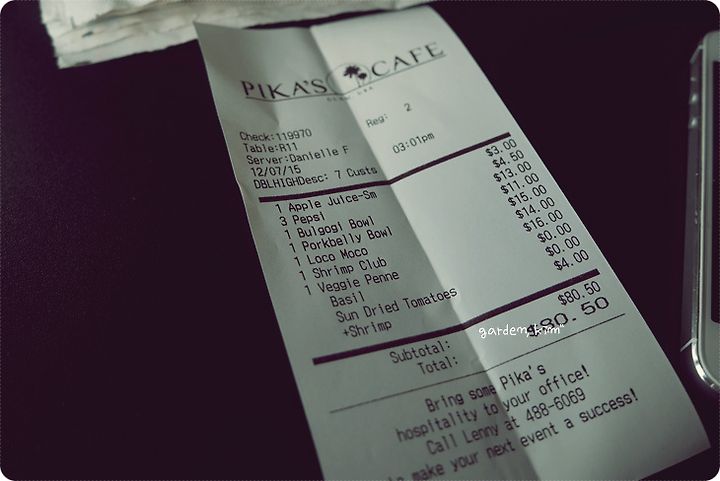 PIKA'S CAFE
Check:119970
Reg: 2
Table:R11
Server:Danielle F
12/07/15 03:01pm
DBLHIGHDesc: 7 Custs
1 Apple Juice-Sm $3.00
3 Pepsi $4.50
1 Bulgogi Bowl $13.00
1 Porkbelly Bowl $11.00
1 Loco Moco $15.00
1 Shrimp Club $14.00
1 Veggie Penne $16.00
Basil $0.00
Sun Dried Tomatoes $0.00
+Shrimp $4.00
Subtotal: $80.50
Total: $80.50
garden kim
Bring some Pika's
hospitality to your office!
Call Lenny at 488-6069
make your next event a success!